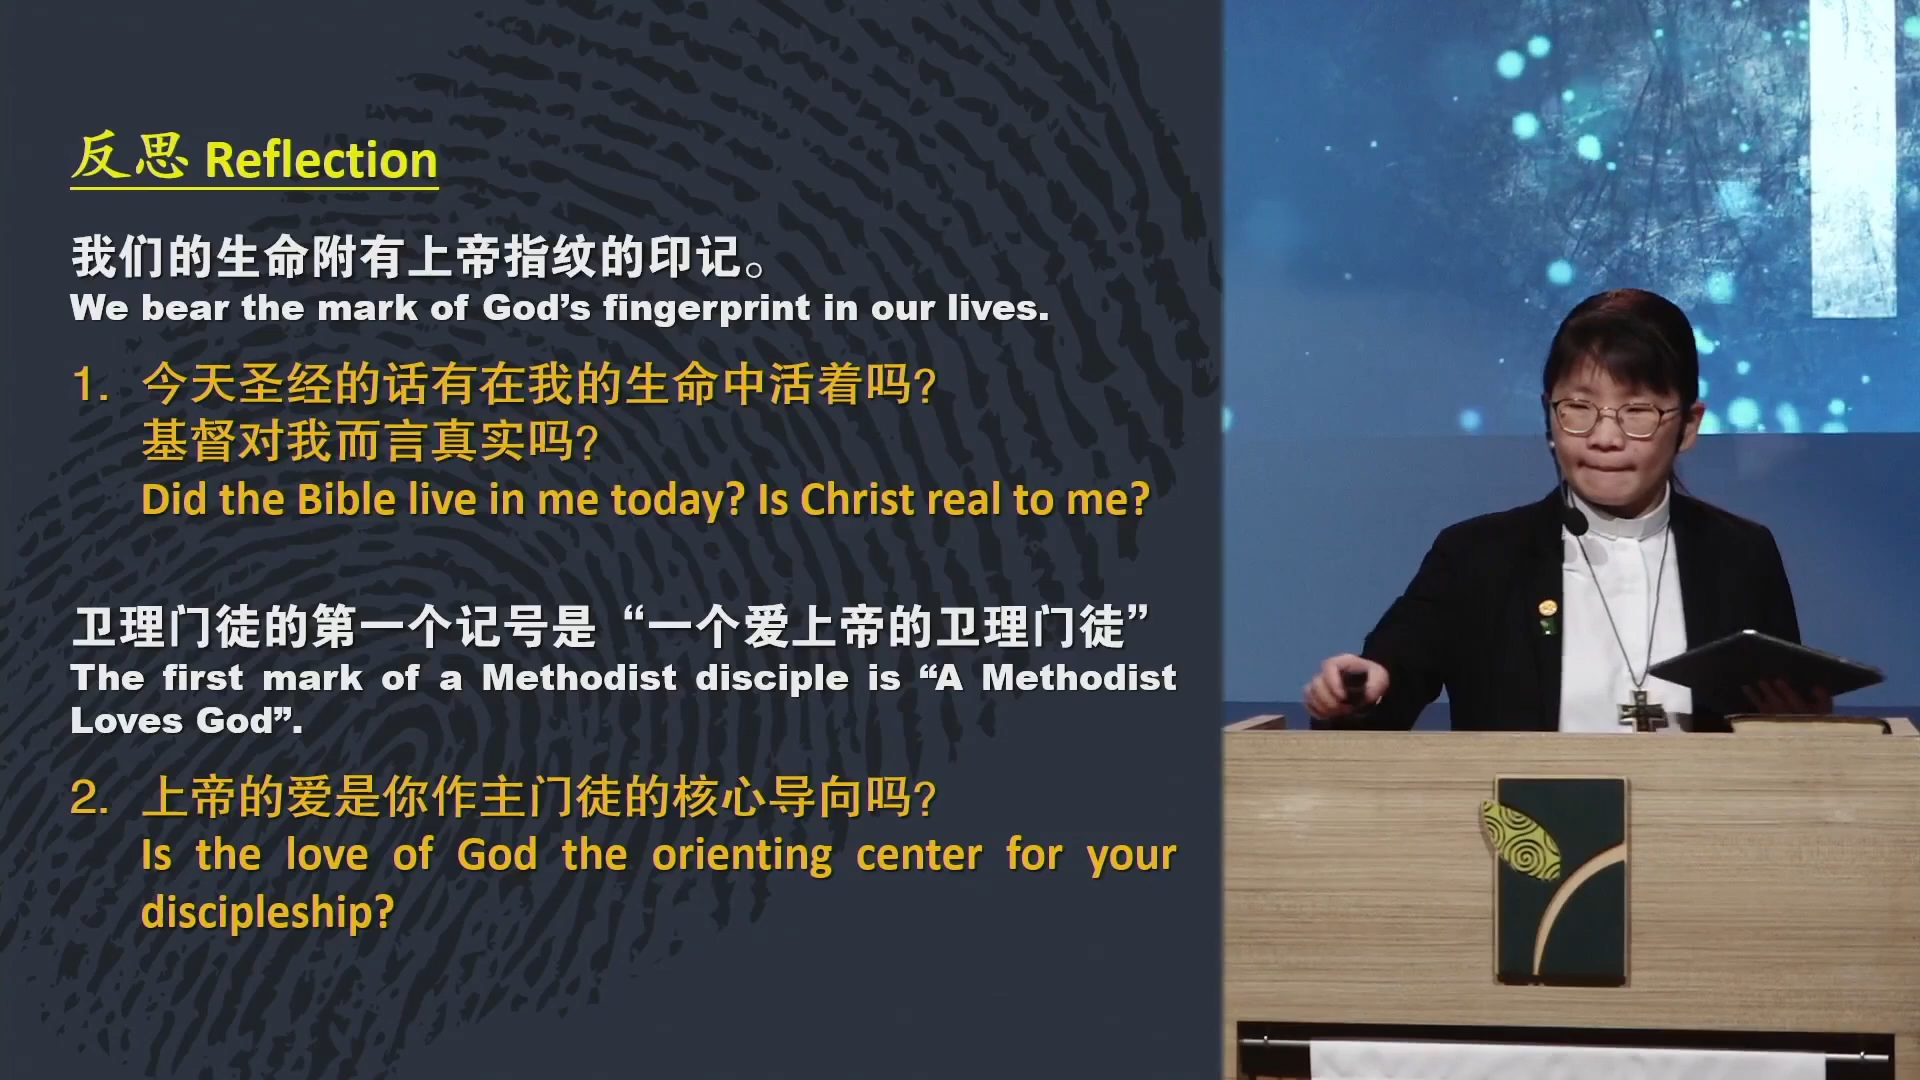 反思 Reflection
我们的生命附有上帝指纹的印记。
We bear the mark of God’s fingerprint in our lives.
1. 今天圣经的话有在我的生命中活着吗?
基督对我而言真实吗?
Did the Bible live in me today? Is Christ real to me?
卫理门徒的第一个记号是“一个爱上帝的卫理门徒”
The first mark of a Methodist disciple is “A Methodist
Loves God”.
2. 上帝的爱是你作主门徒的核心导向吗?
Is the love of God the orienting center for your
discipleship?